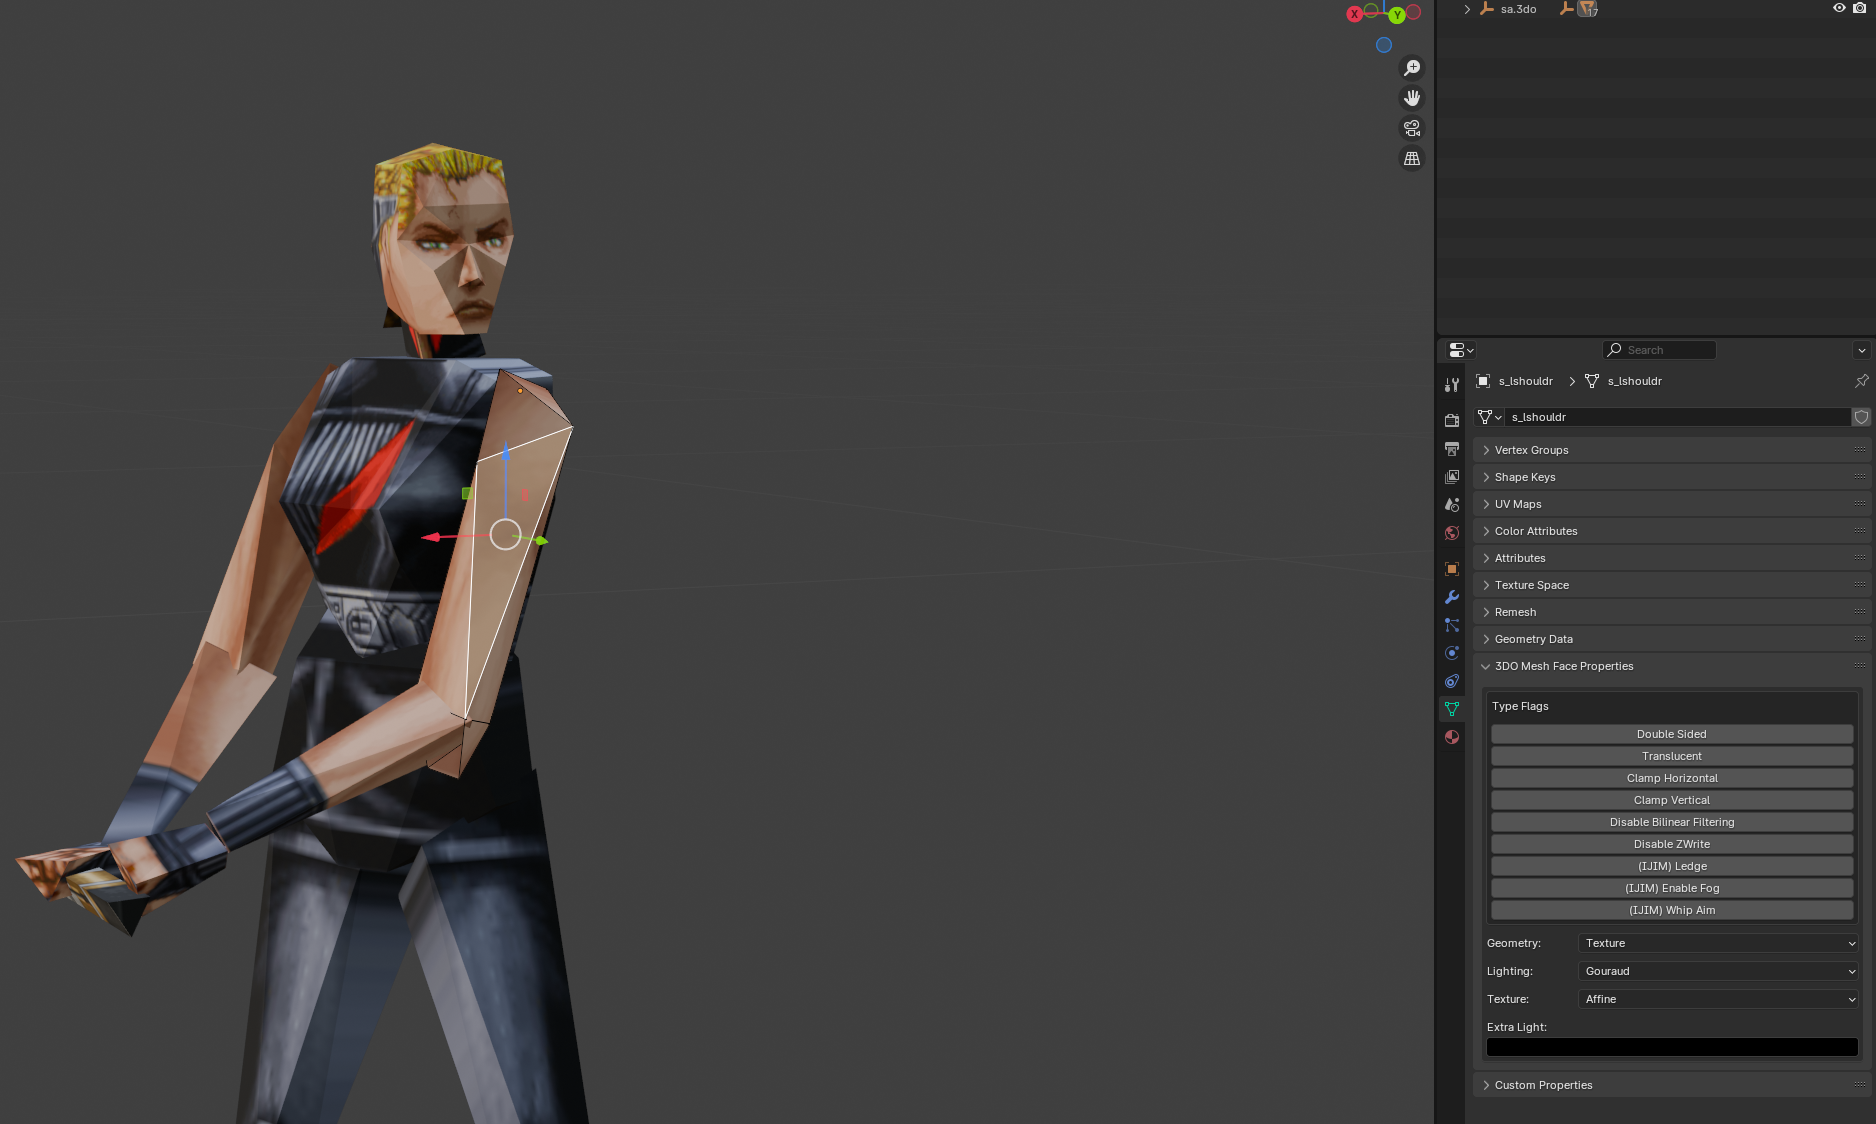 sa.3do
17
X
Y
Search
s_lshouldr
s_lshouldr
s_lshouldr
Vertex Groups
Shape Keys
UV Maps
Color Attributes
Attributes
Texture Space
Remesh
Geometry Data
3DO Mesh Face Properties
Type Flags
Double Sided
Translucent
Clamp Horizontal
Clamp Vertical
Disable Bilinear Filtering
Disable ZWrite
(IJIM) Ledge
(IJIM) Enable Fog
(IJIM) Whip Aim
Geometry: Texture
Lighting: Gouraud
Texture: Affine
Extra Light:
Custom Properties